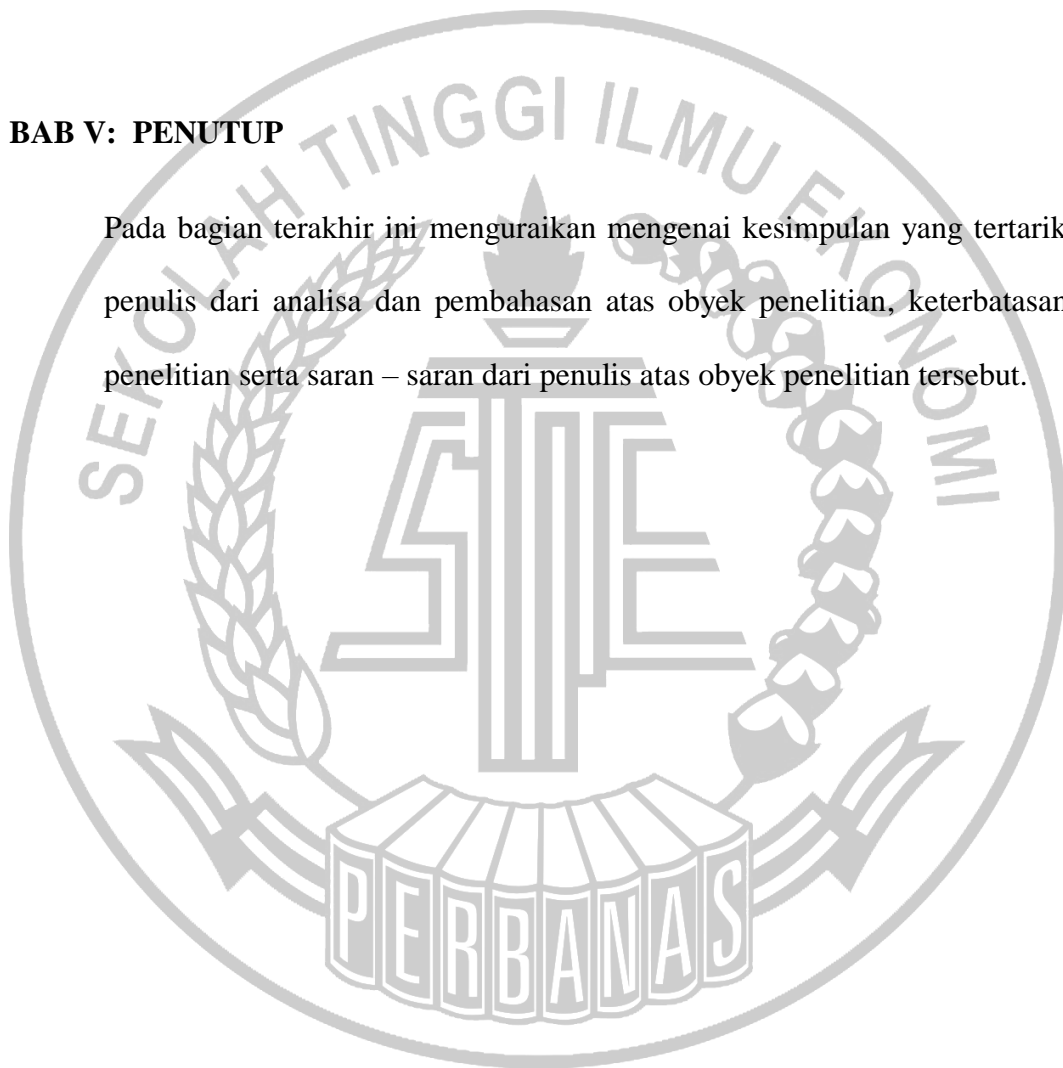 BAB V: PENUTUP
Pada bagian terakhir ini menguraikan mengenai kesimpulan yang tertarik
penulis dari analisa dan pembahasan atas obyek penelitian, keterbatasan
penelitian serta saran – saran dari penulis atas obyek penelitian tersebut.
SEKOLAH TINGGI ILMU EKONOMI
PERBANAS